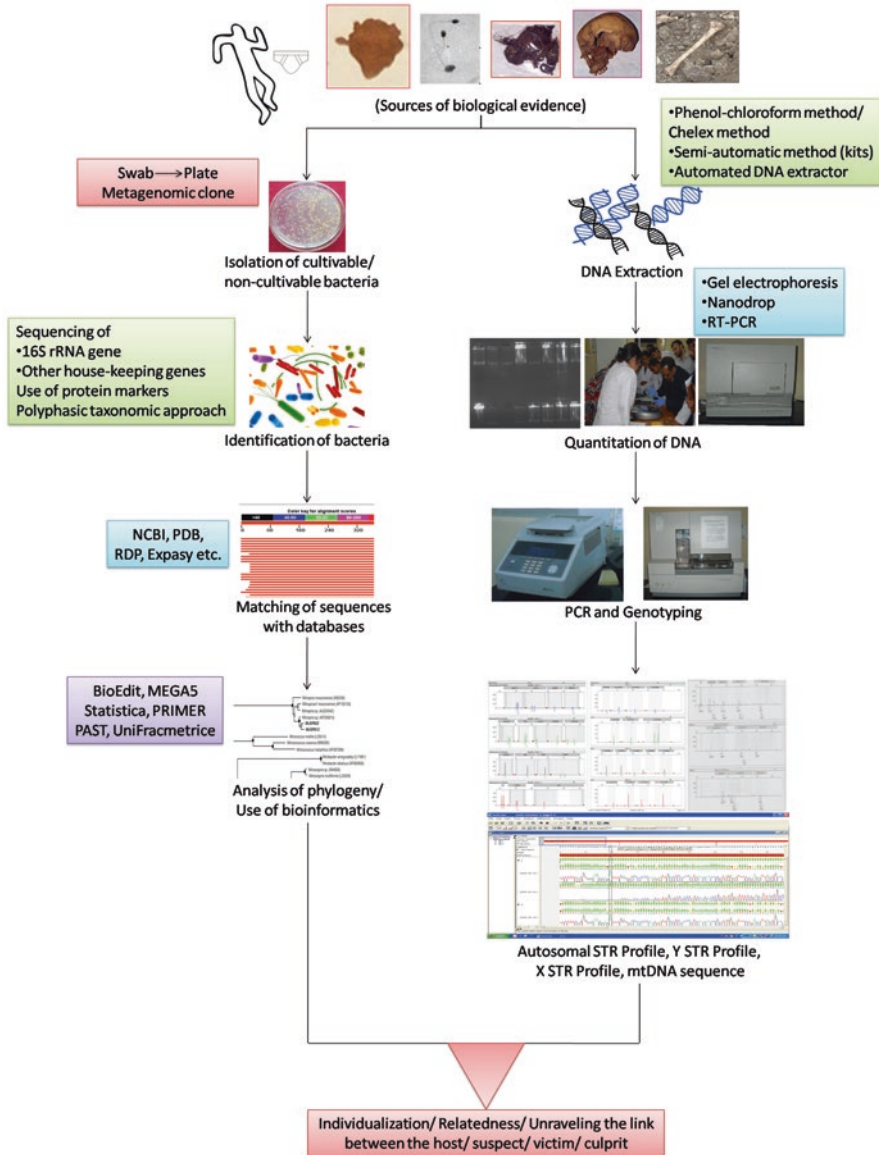 (Sources of biological evidence)
•Phenol-chloroform method/
Chelex method
•Semi-automatic method (kits)
•Automated DNA extractor
Swab→Plate
Metagenomic clone
Isolation of cultivable/
non-cultivable bacteria
DNA Extraction
•Gel electrophoresis
•Nanodrop
•RT-PCR
Sequencing of
•16S rRNA gene
•Other house-keeping genes
Use of protein markers
Polyphasic taxonomic approach
Identification of bacteria
Quantitation of DNA
Color key for alignment scores
NCBI, PDB,
RDP, Expasy etc.
Matching of sequences
with databases
PCR and Genotyping
BioEdit, MEGA5
Statistica, PRIMER
PAST, UniFracmetrice
Analysis of phylogeny/
Use of bioinformatics
Autosomal STR Profile, Y STR Profile,
X STR Profile, mtDNA sequence
Individualization/ Relatedness/ Unraveling the link
between the host/ suspect/ victim/ culprit